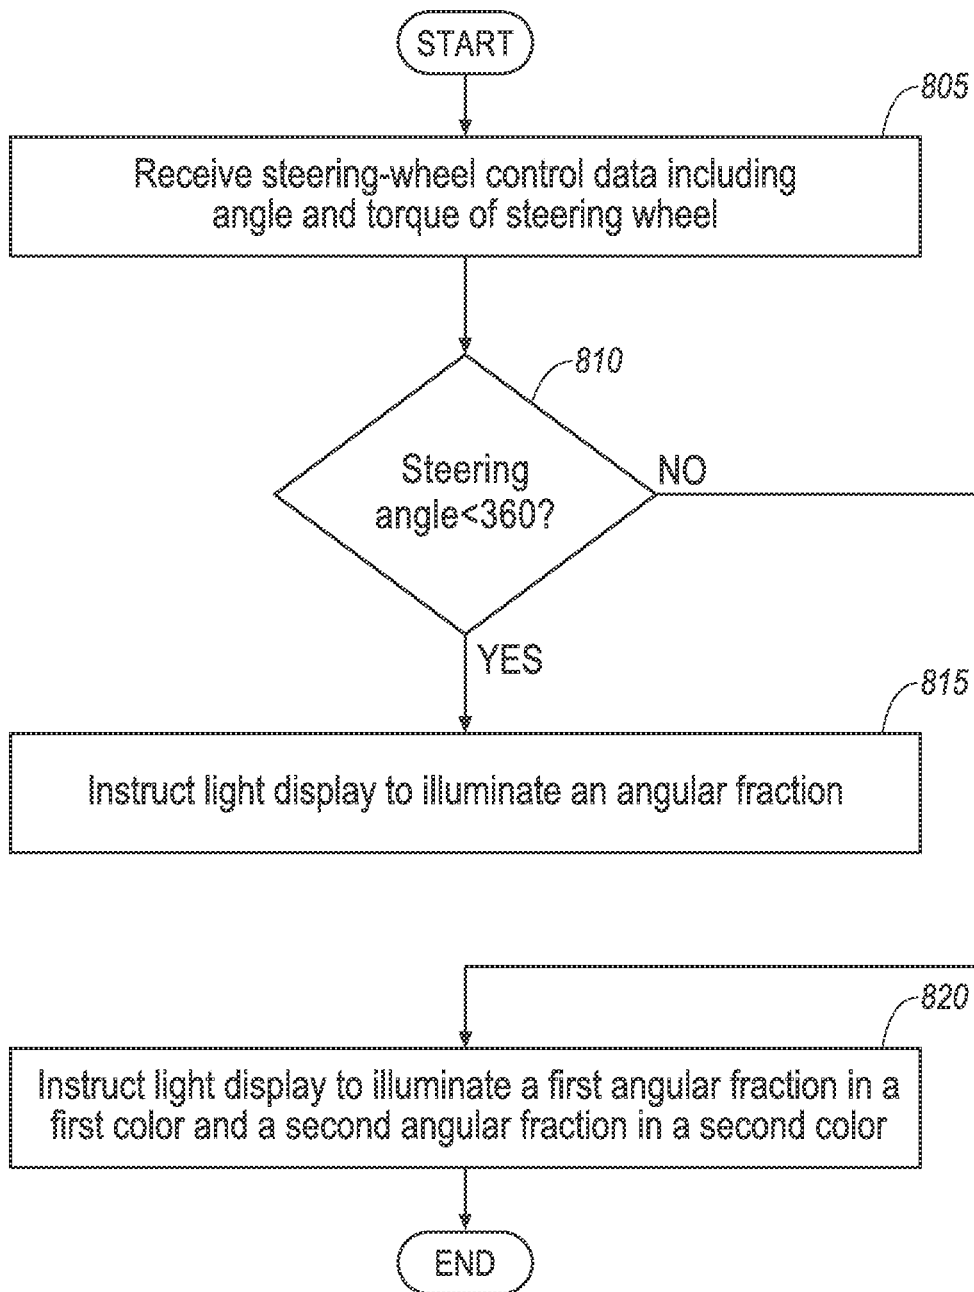 START
805
Receive steering-wheel control data including
angle and torque of steering wheel
810
Steering
angle<360?
NO
YES
815
Instruct light display to illuminate an angular fraction
820
Instruct light display to illuminate a first angular fraction in a
first color and a second angular fraction in a second color
END